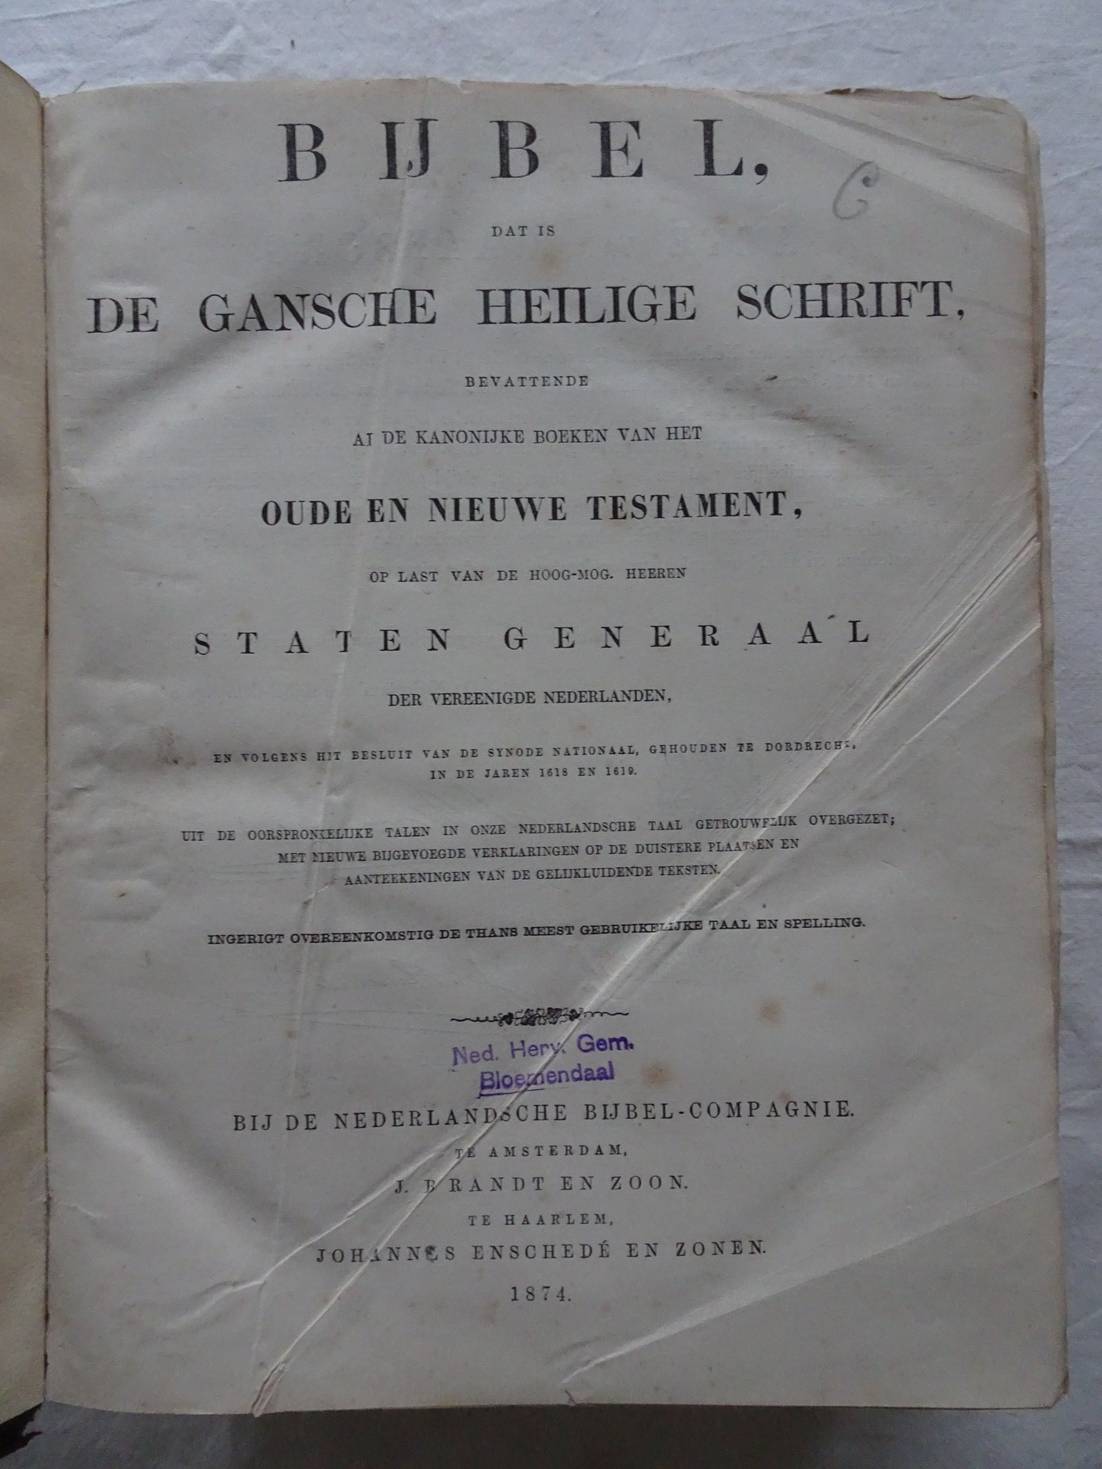 BIJBEL,
C
DAT IS
DE GANSCHE HEILIGE SCHRIFT,
BEVATTENDE
AL DE KANONIJKE BOEKEN VAN HET
OUDE EN NIEUWE TESTAMENT,
OP LAST VAN DE HOOG-MOG. HEEREN
STATEN GENERAAL
DER VEREENIGDE NEDERLANDEN,
EN VOLGENS HET BESLUIT VAN DE SYNODE NATIONAAL, GEHOUDEN TE DORDRECHT,
IN DE JAREN 1618 EN 1619.
UIT DE OORSPRONKELIJKE TALEN IN ONZE NEDERLANDSCHE TAAL GETROUWELIJK OVERGEZET;
MET NIEUWE BIJGEVOEGDE VERKLARINGEN OP DE DUISTERE PLAATSEN EN
AANTEEKENINGEN VAN DE GELIJKLUIDENDE TEKSTEN.
INGERIGT OVEREENKOMSTIG DE THANS MEEST GEBRUIKELIJKE TAAL EN SPELLING.
Ned. Herv. Gem.
Bloemendaal
BIJ DE NEDERLANDSCHE BIJBEL-COMPAGNIE.
TE AMSTERDAM,
J. BRANDT EN ZOON.
TE HAARLEM,
JOHANNES ENSCHEDÉ EN ZONEN.
1874.